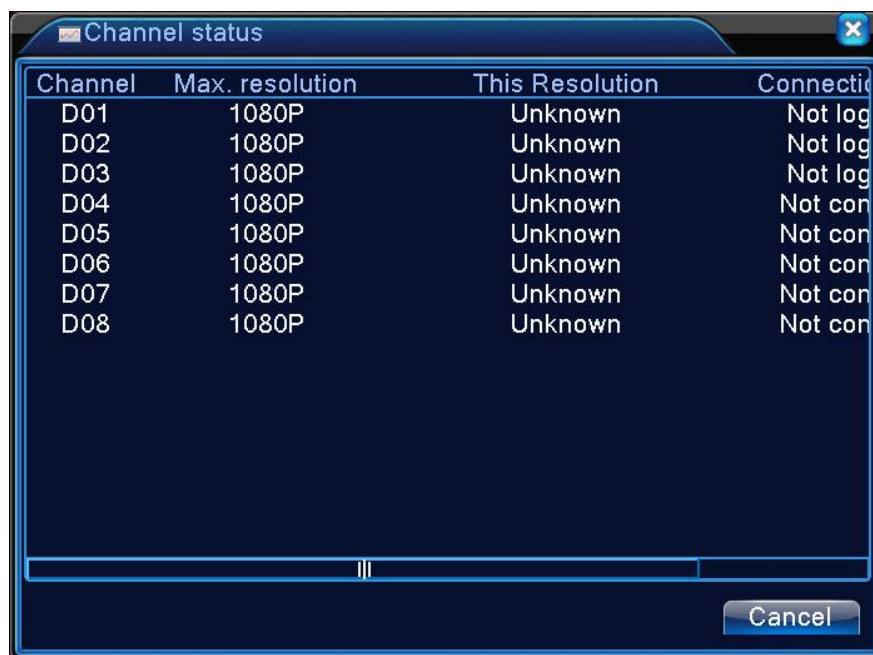 Channel status
Channel Max. resolution This Resolution Connectio
D01 1080P Unknown Not log
D02 1080P Unknown Not log
D03 1080P Unknown Not log
D04 1080P Unknown Not con
D05 1080P Unknown Not con
D06 1080P Unknown Not con
D07 1080P Unknown Not con
D08 1080P Unknown Not con
Cancel